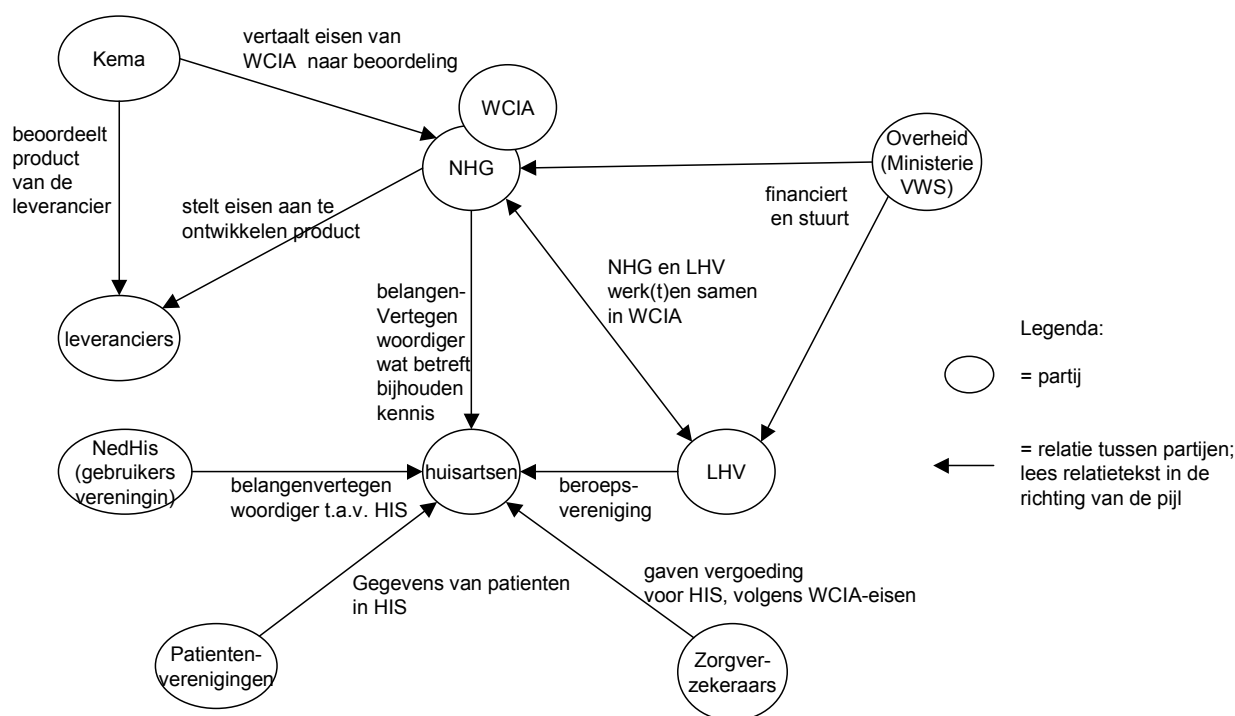 vertaalt eisen van
WCIA naar beoordeling
Kema
WCIA
beoordeelt
product
van de
leverancier
NHG
Overheid
(Ministerie
VWS)
financiert
en stuurt
stelt eisen aan te
ontwikkelen product
NHG en LHV
werk(t)en samen
in WCIA
belangen-
Vertegen
woordiger
wat betreft
bijhouden
kennis
leveranciers
Legenda:
= partij
= relatie tussen partijen;
lees relatietekst in de
richting van de pijl
NedHis
(gebruikers
vereningin)
belangenvertegen
woordiger t.a.v. HIS
huisartsen
beroeps-
vereniging
LHV
Gegevens van patienten
in HIS
gaven vergoeding
voor HIS, volgens WCIA-eisen
Patienten-
verenigingen
Zorgver-
zekeraars